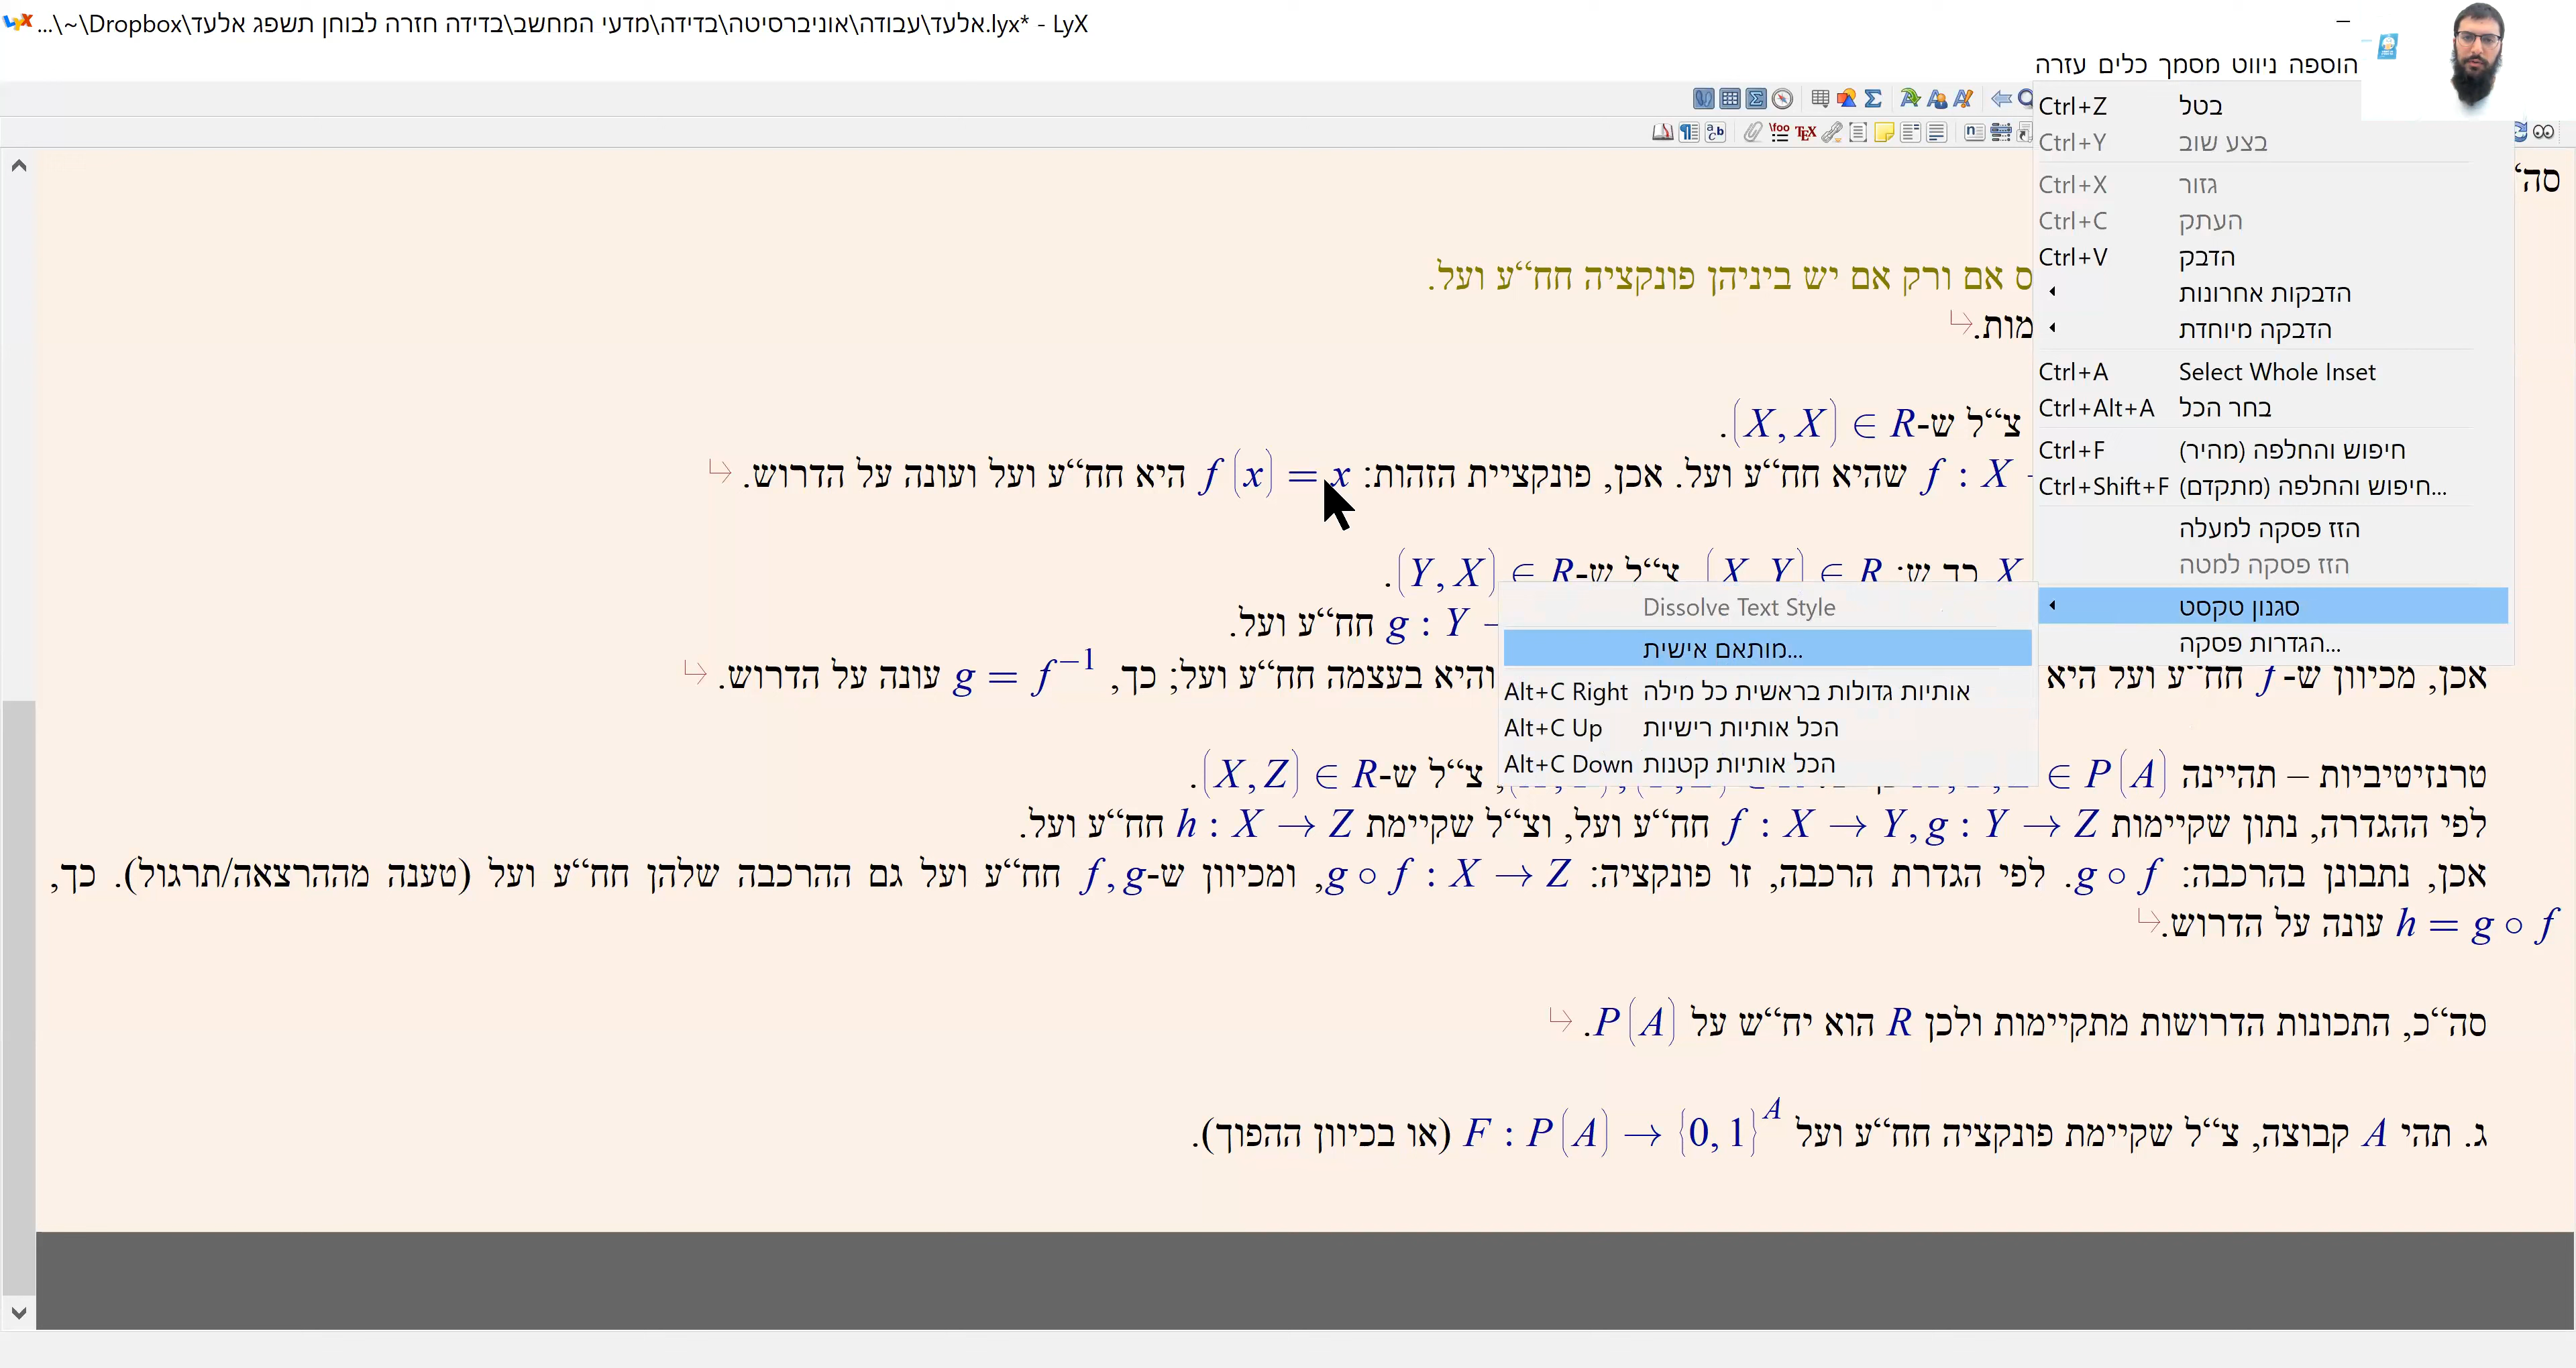 ...\~\Dropbox\אלעד\עבודה\אוניברסיטה\בדידה\מדעי המחשב\בדידה חזרה לבוחן תשפג אלעד.lyx* - LyX
הוספה ניווט מסמך כלים עזרה
בטל Ctrl+Z
בצע שוב Ctrl+Y
גזור Ctrl+X
העתק Ctrl+C
הדבק Ctrl+V
הדבקות אחרונות
הדבקה מיוחדת
Select Whole Inset Ctrl+A
בחר הכל Ctrl+Alt+A
חיפוש והחלפה (מהיר) Ctrl+F
חיפוש והחלפה (מתקדם)... Ctrl+Shift+F
הזז פסקה למעלה
הזז פסקה למטה
סגנון טקסט
הגדרות פסקה...
Dissolve Text Style
מותאם אישית...
אותיות גדולות בראשית כל מילה Alt+C Right
הכל אותיות רישיות Alt+C Up
הכל אותיות קטנות Alt+C Down
סה“
ס אם ורק אם יש ביניהן פונקציה חח“ע ועל.
מות.
צ“ל ש-(X, X) ∈ R.
f : X שהיא חח“ע ועל. אכן, פונקציית הזהות: f (x) = x היא חח“ע ועל ועונה על הדרוש.
X כך ש: (X, Y) ∈ R, צ“ל ש-(Y, X) ∈ R.
g : Y חח“ע ועל.
אכן, מכיוון ש-f חח“ע ועל היא והיא בעצמה חח“ע ועל; כך, g = f⁻¹ עונה על הדרוש.
טרנזיטיביות – תהיינה ∈ P(A) צ“ל ש-(X, Z) ∈ R.
לפי ההגדרה, נתון שקיימות f : X → Y, g : Y → Z חח“ע ועל, וצ“ל שקיימת h : X → Z חח“ע ועל.
אכן, נתבונן בהרכבה: g ∘ f. לפי הגדרת הרכבה, זו פונקציה: g ∘ f : X → Z, ומכיוון ש-f, g חח“ע ועל גם ההרכבה שלהן חח“ע ועל (טענה מההרצאה/תרגול). כך,
h = g ∘ f עונה על הדרוש.
סה“כ, התכונות הדרושות מתקיימות ולכן R הוא יח“ש על P(A).
ג. תהי A קבוצה, צ“ל שקיימת פונקציה חח“ע ועל F : P(A) → {0, 1}ᴬ (או בכיוון ההפוך).